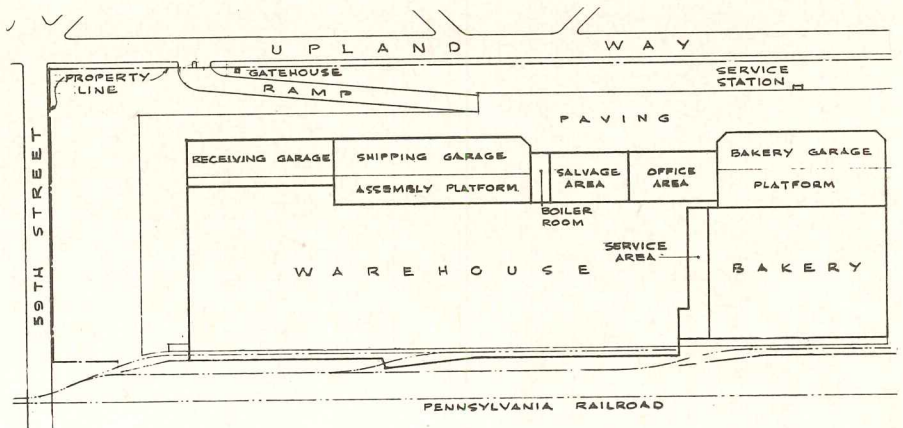 UPLAND WAY
PROPERTY
LINE
GATEHOUSE
RAMP
SERVICE
STATION
PAVING
59TH STREET
RECEIVING GARAGE
SHIPPING GARAGE
ASSEMBLY PLATFORM
BOILER
ROOM
SALVAGE
AREA
OFFICE
AREA
BAKERY GARAGE
PLATFORM
SERVICE
AREA
WAREHOUSE
BAKERY
PENNSYLVANIA RAILROAD